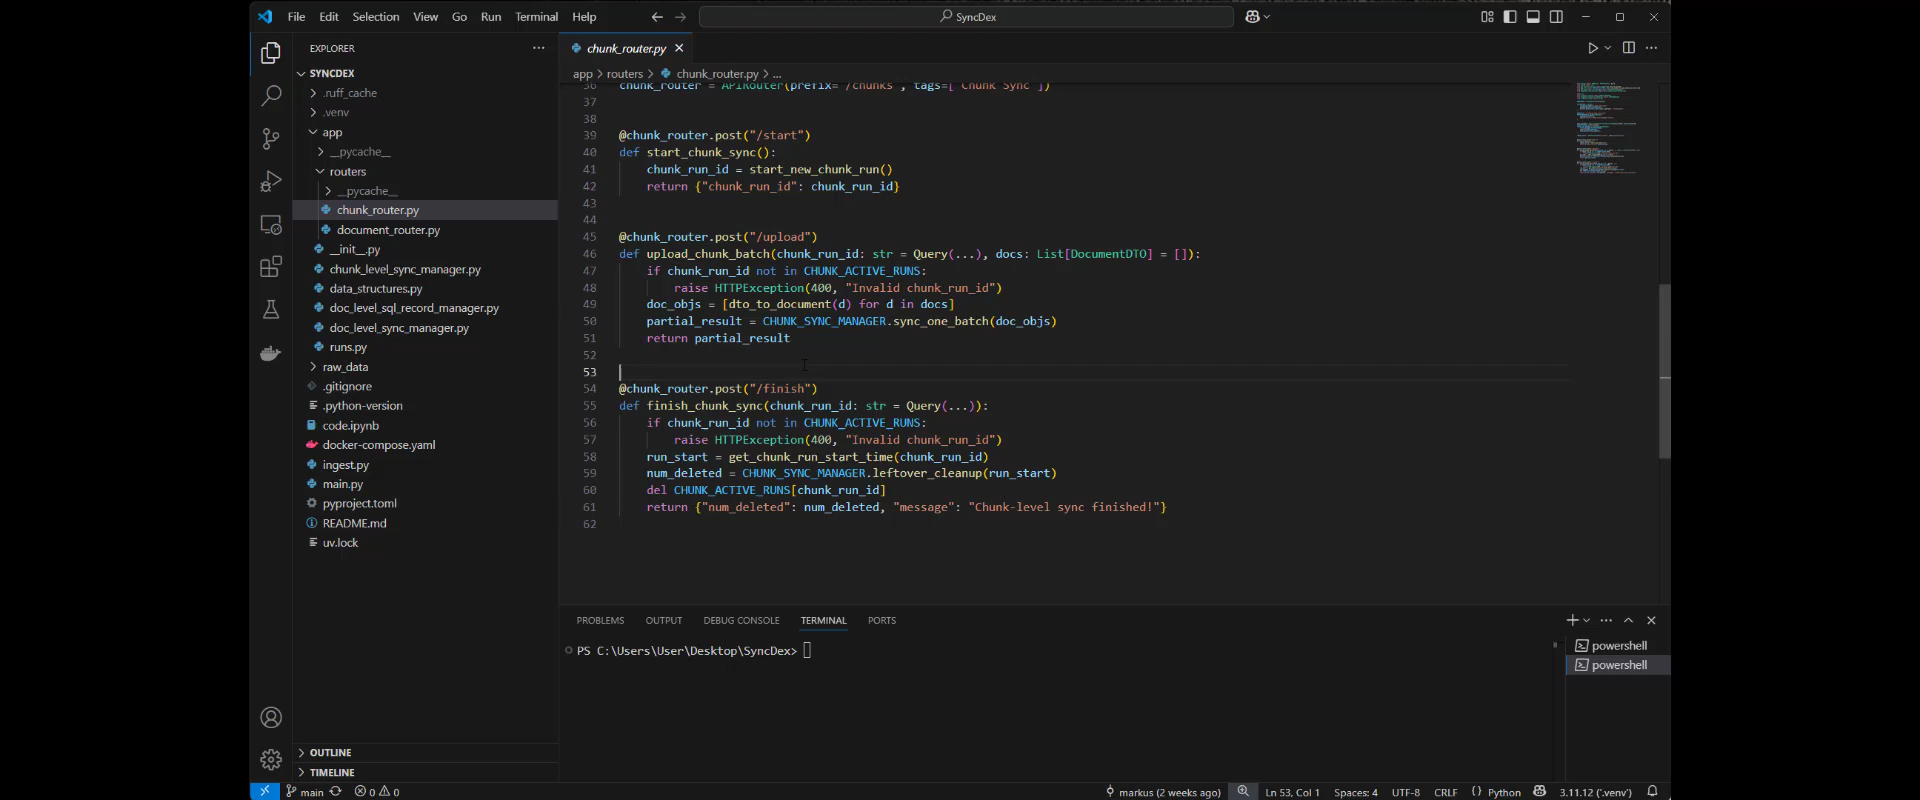 File Edit Selection View Go Run Terminal Help
SyncDex
EXPLORER
SYNCDEX
.ruff_cache
.venv
app
__pycache__
routers
__pycache__
chunk_router.py
document_router.py
__init__.py
chunk_level_sync_manager.py
data_structures.py
doc_level_sql_record_manager.py
doc_level_sync_manager.py
runs.py
raw_data
.gitignore
.python-version
code.ipynb
docker-compose.yaml
ingest.py
main.py
pyproject.toml
README.md
uv.lock
OUTLINE
TIMELINE
chunk_router.py
app > routers > chunk_router.py > ...
36 chunk_router = APIRouter(prefix="/chunks", tags=["Chunk Sync"])
37
38
39 @chunk_router.post("/start")
40 def start_chunk_sync():
41 chunk_run_id = start_new_chunk_run()
42 return {"chunk_run_id": chunk_run_id}
43
44
45 @chunk_router.post("/upload")
46 def upload_chunk_batch(chunk_run_id: str = Query(...), docs: List[DocumentDTO] = []):
47 if chunk_run_id not in CHUNK_ACTIVE_RUNS:
48 raise HTTPException(400, "Invalid chunk_run_id")
49 doc_objs = [dto_to_document(d) for d in docs]
50 partial_result = CHUNK_SYNC_MANAGER.sync_one_batch(doc_objs)
51 return partial_result
52
53
54 @chunk_router.post("/finish")
55 def finish_chunk_sync(chunk_run_id: str = Query(...)):
56 if chunk_run_id not in CHUNK_ACTIVE_RUNS:
57 raise HTTPException(400, "Invalid chunk_run_id")
58 run_start = get_chunk_run_start_time(chunk_run_id)
59 num_deleted = CHUNK_SYNC_MANAGER.leftover_cleanup(run_start)
60 del CHUNK_ACTIVE_RUNS[chunk_run_id]
61 return {"num_deleted": num_deleted, "message": "Chunk-level sync finished!"}
62
PROBLEMS OUTPUT DEBUG CONSOLE TERMINAL PORTS
PS C:\Users\User\Desktop\SyncDex>
powershell
powershell
main 0 0 markus (2 weeks ago) Ln 53, Col 1 Spaces: 4 UTF-8 CRLF {} Python 3.11.12 ('.venv')